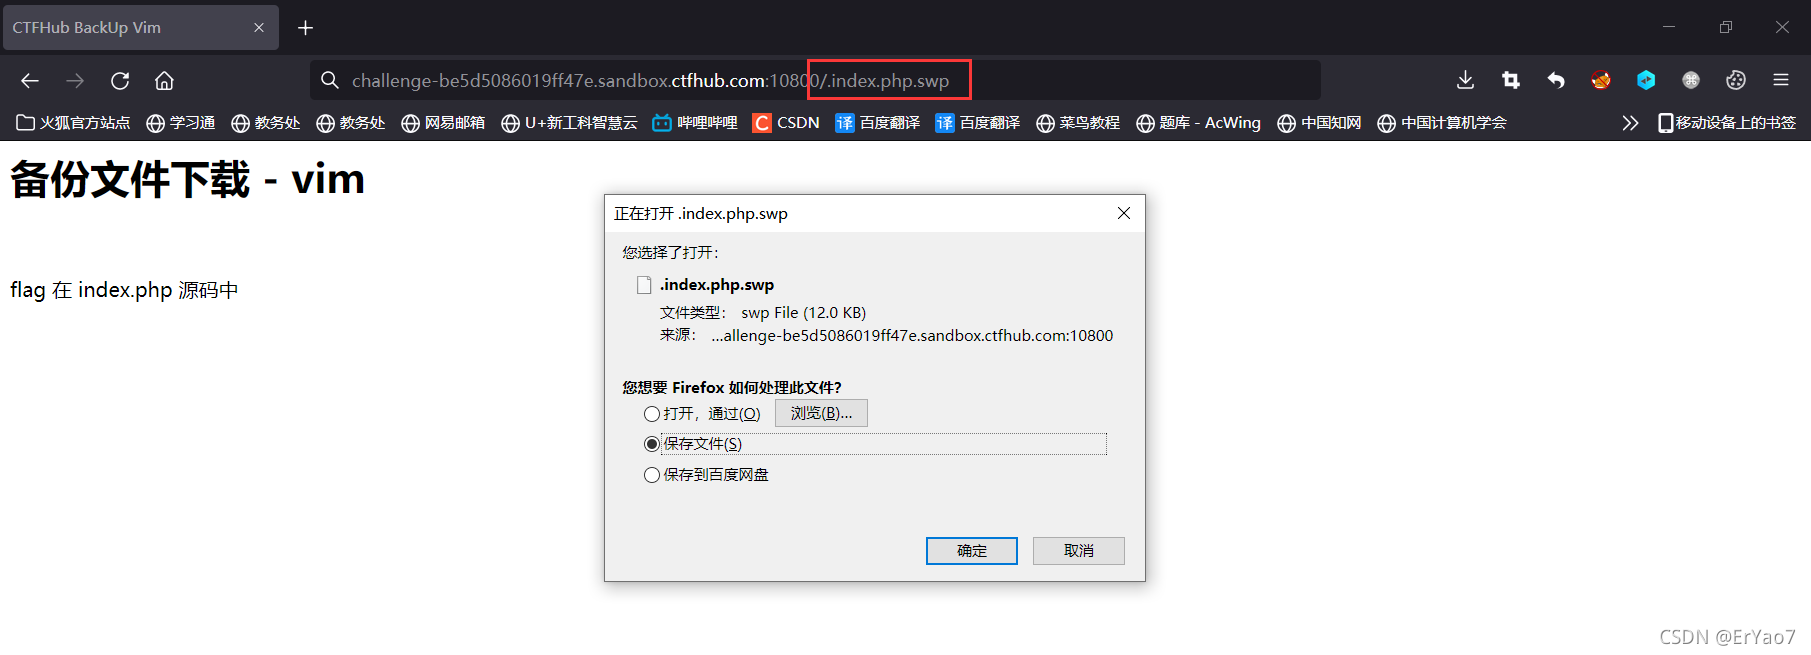 CTFHub BackUp Vim
challenge-be5d5086019ff47e.sandbox.ctfhub.com:10800/.index.php.swp
火狐官方站点 学习通 教务处 教务处 网易邮箱 U+新工科智慧云 哔哩哔哩 C CSDN 译 百度翻译 译 百度翻译 菜鸟教程 题库 - AcWing 中国知网 中国计算机学会 移动设备上的书签
备份文件下载 - vim
flag 在 index.php 源码中
正在打开 .index.php.swp
您选择了打开：
.index.php.swp
文件类型： swp File (12.0 KB)
来源： ...allenge-be5d5086019ff47e.sandbox.ctfhub.com:10800
您想要 Firefox 如何处理此文件？
打开，通过(O) 浏览(B)...
保存文件(S)
保存到百度网盘
确定 取消
CSDN @ErYao7